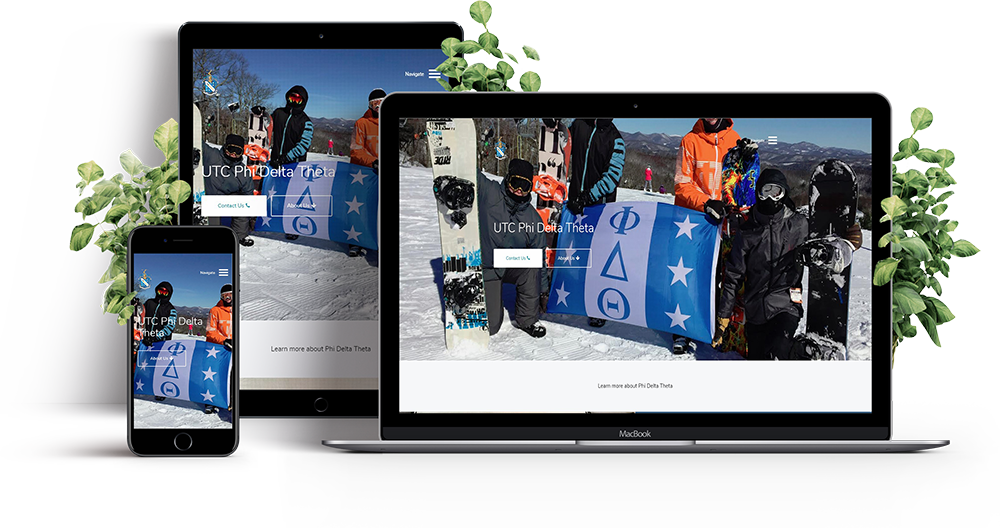 Navigate
UTC Phi Delta Theta
Contact Us
About Us
Learn more about Phi Delta Theta
UTC Phi Delta Theta
Contact Us
About Us
Φ
Δ
Θ
RIDE
Learn more about Phi Delta Theta
MacBook
Navigate
UTC Phi Delta
Theta
About Us
Φ
Δ
Θ